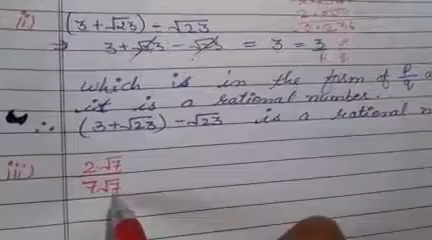 ii) (3 + √23) - √23
⇒ 3 + √23 - √23 = 3 = 3 P
q
which is in the form of P/q
it is a rational number.
∴ (3 + √23) - √23 is a rational
iii) 2√7
7√7